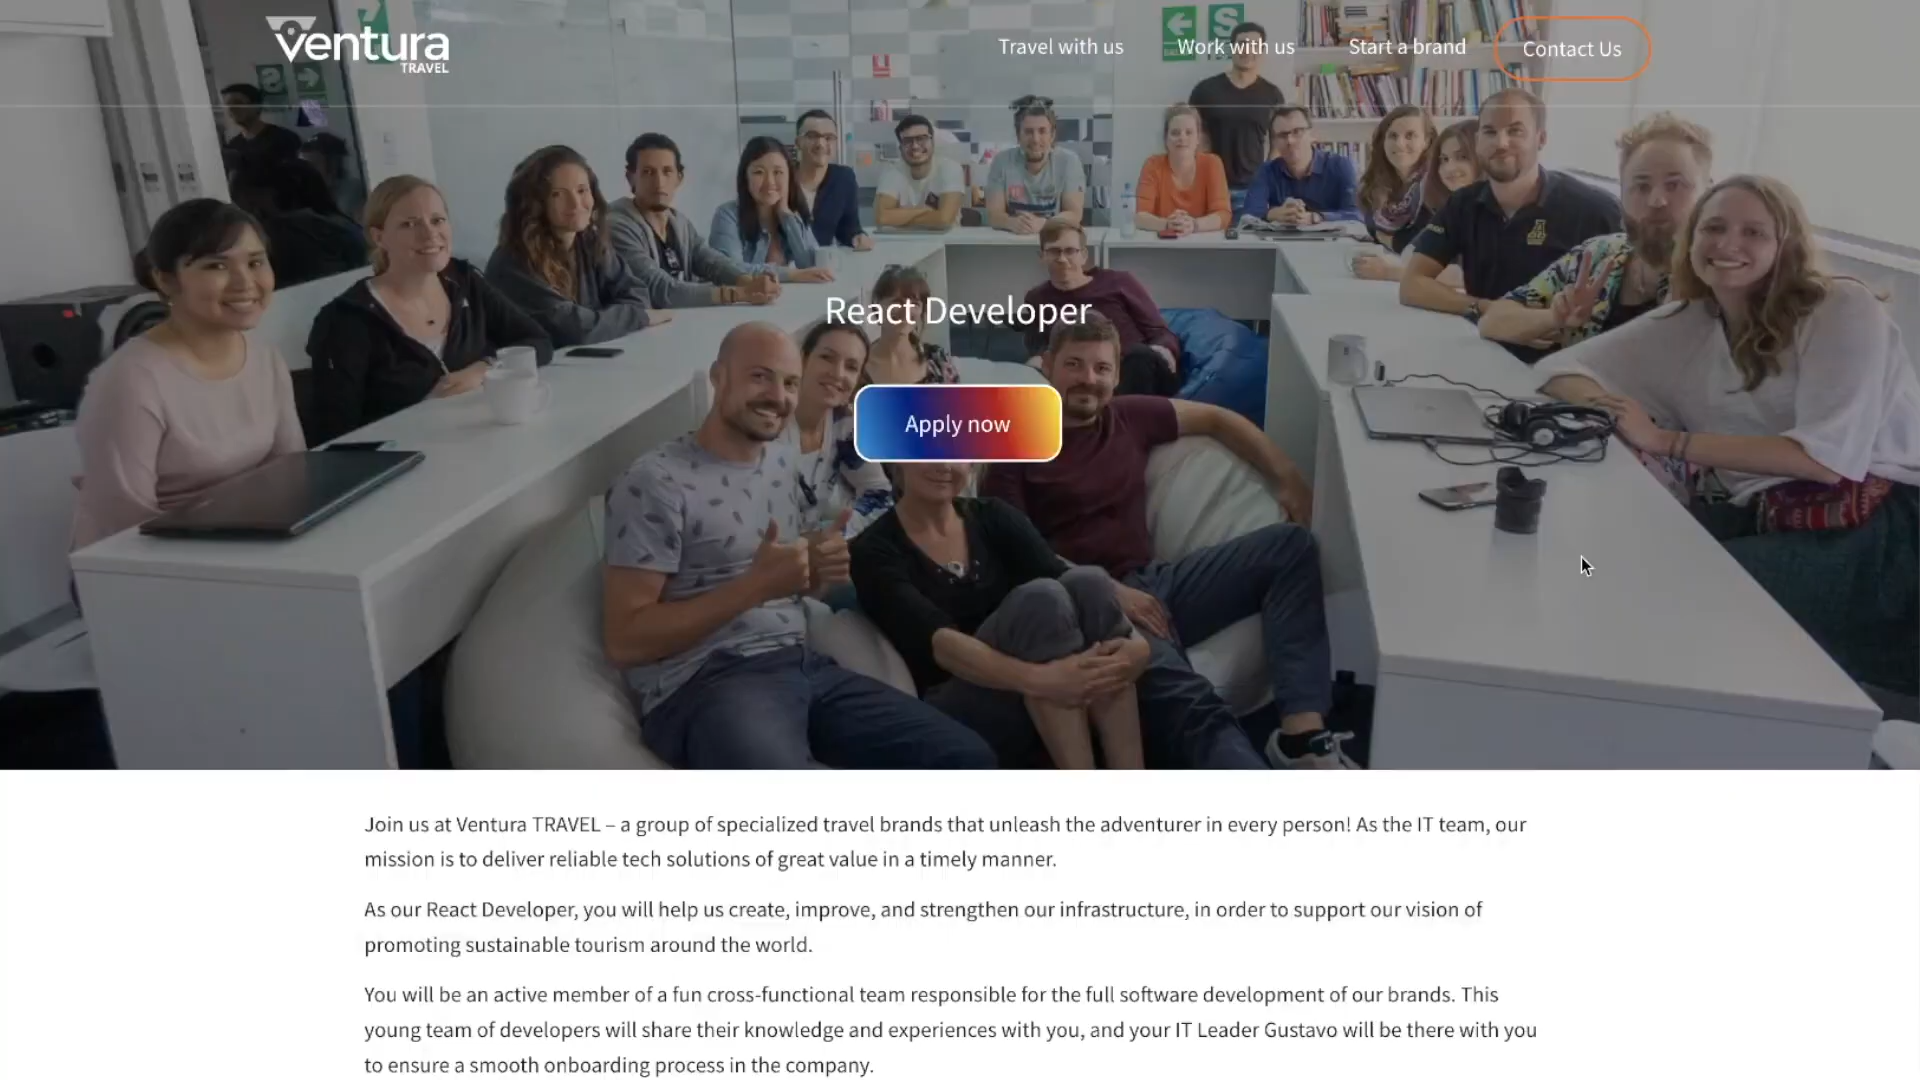 ventura
TRAVEL
Travel with us
Work with us
Start a brand
Contact Us
S
React Developer
Apply now
Join us at Ventura TRAVEL – a group of specialized travel brands that unleash the adventurer in every person! As the IT team, our
mission is to deliver reliable tech solutions of great value in a timely manner.
As our React Developer, you will help us create, improve, and strengthen our infrastructure, in order to support our vision of
promoting sustainable tourism around the world.
You will be an active member of a fun cross-functional team responsible for the full software development of our brands. This
young team of developers will share their knowledge and experiences with you, and your IT Leader Gustavo will be there with you
to ensure a smooth onboarding process in the company.